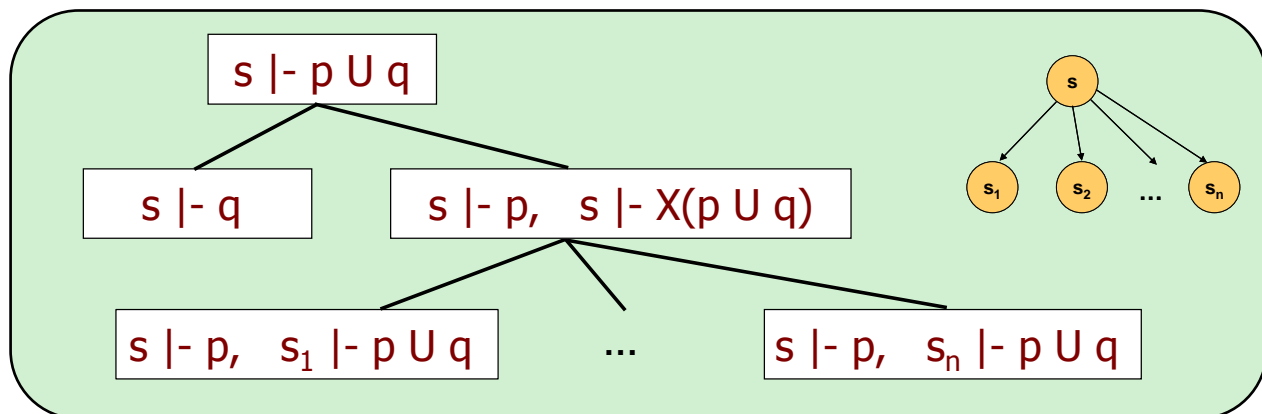 s |- p U q
s
s |- q
s |- p, s |- X(p U q)
s₁
s₂
...
sₙ
s |- p, s₁ |- p U q
...
s |- p, sₙ |- p U q